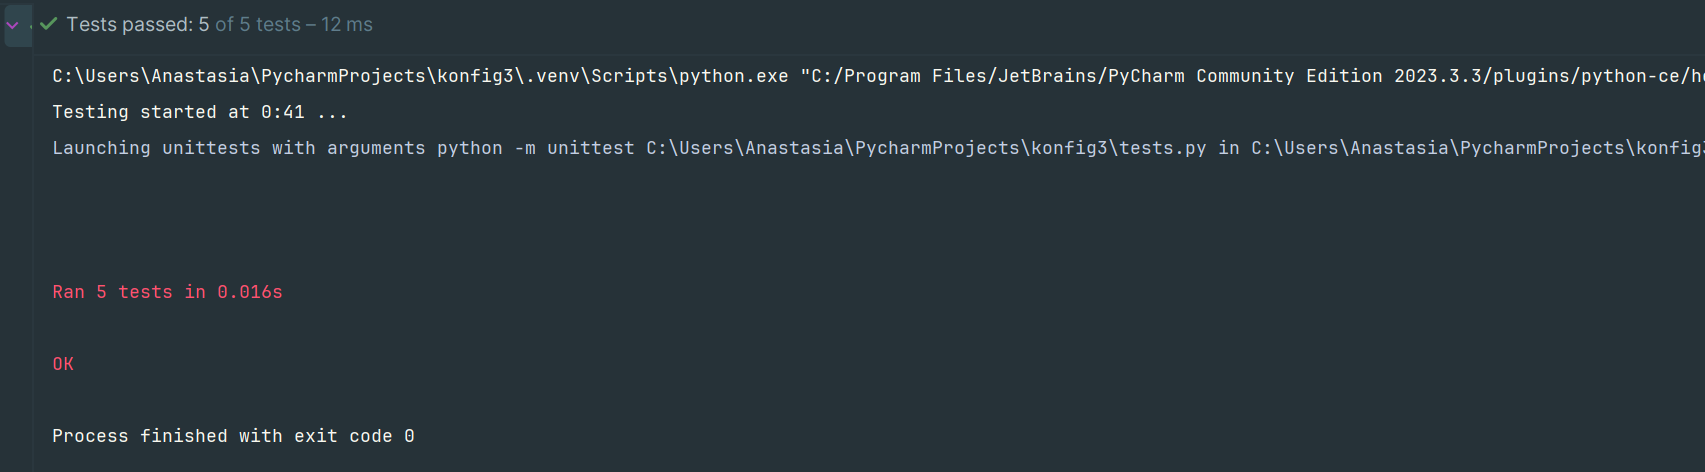 Tests passed: 5 of 5 tests – 12 ms
C:\Users\Anastasia\PycharmProjects\konfig3\.venv\Scripts\python.exe "C:/Program Files/JetBrains/PyCharm Community Edition 2023.3.3/plugins/python-ce/he
Testing started at 0:41 ...
Launching unittests with arguments python -m unittest C:\Users\Anastasia\PycharmProjects\konfig3\tests.py in C:\Users\Anastasia\PycharmProjects\konfig3
Ran 5 tests in 0.016s
OK
Process finished with exit code 0